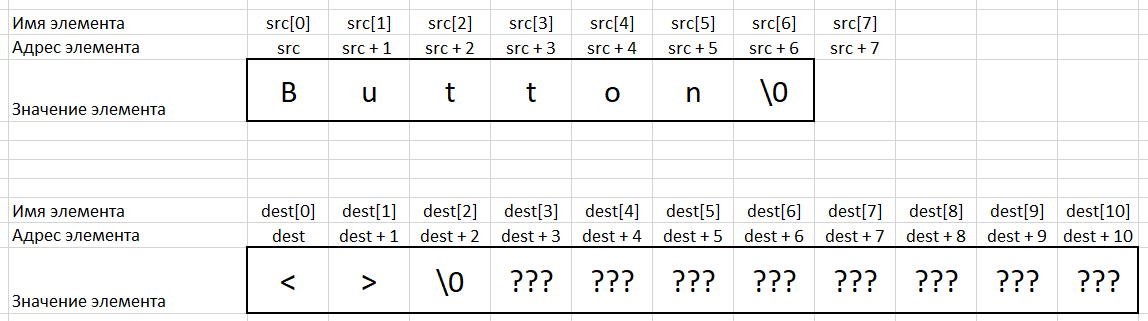 Имя элемента src[0] src[1] src[2] src[3] src[4] src[5] src[6] src[7]
Адрес элемента src src + 1 src + 2 src + 3 src + 4 src + 5 src + 6 src + 7
Значение элемента B u t t o n \0
Имя элемента dest[0] dest[1] dest[2] dest[3] dest[4] dest[5] dest[6] dest[7] dest[8] dest[9] dest[10]
Адрес элемента dest dest + 1 dest + 2 dest + 3 dest + 4 dest + 5 dest + 6 dest + 7 dest + 8 dest + 9 dest + 10
Значение элемента < > \0 ??? ??? ??? ??? ??? ??? ??? ???